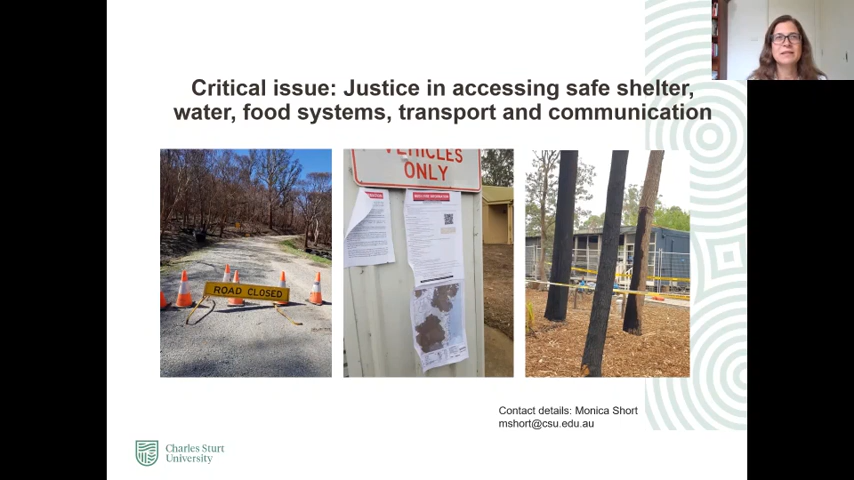 Critical issue: Justice in accessing safe shelter,
water, food systems, transport and communication
ROAD CLOSED
VEHICLES
ONLY
Contact details: Monica Short
mshort@csu.edu.au
Charles Sturt
University